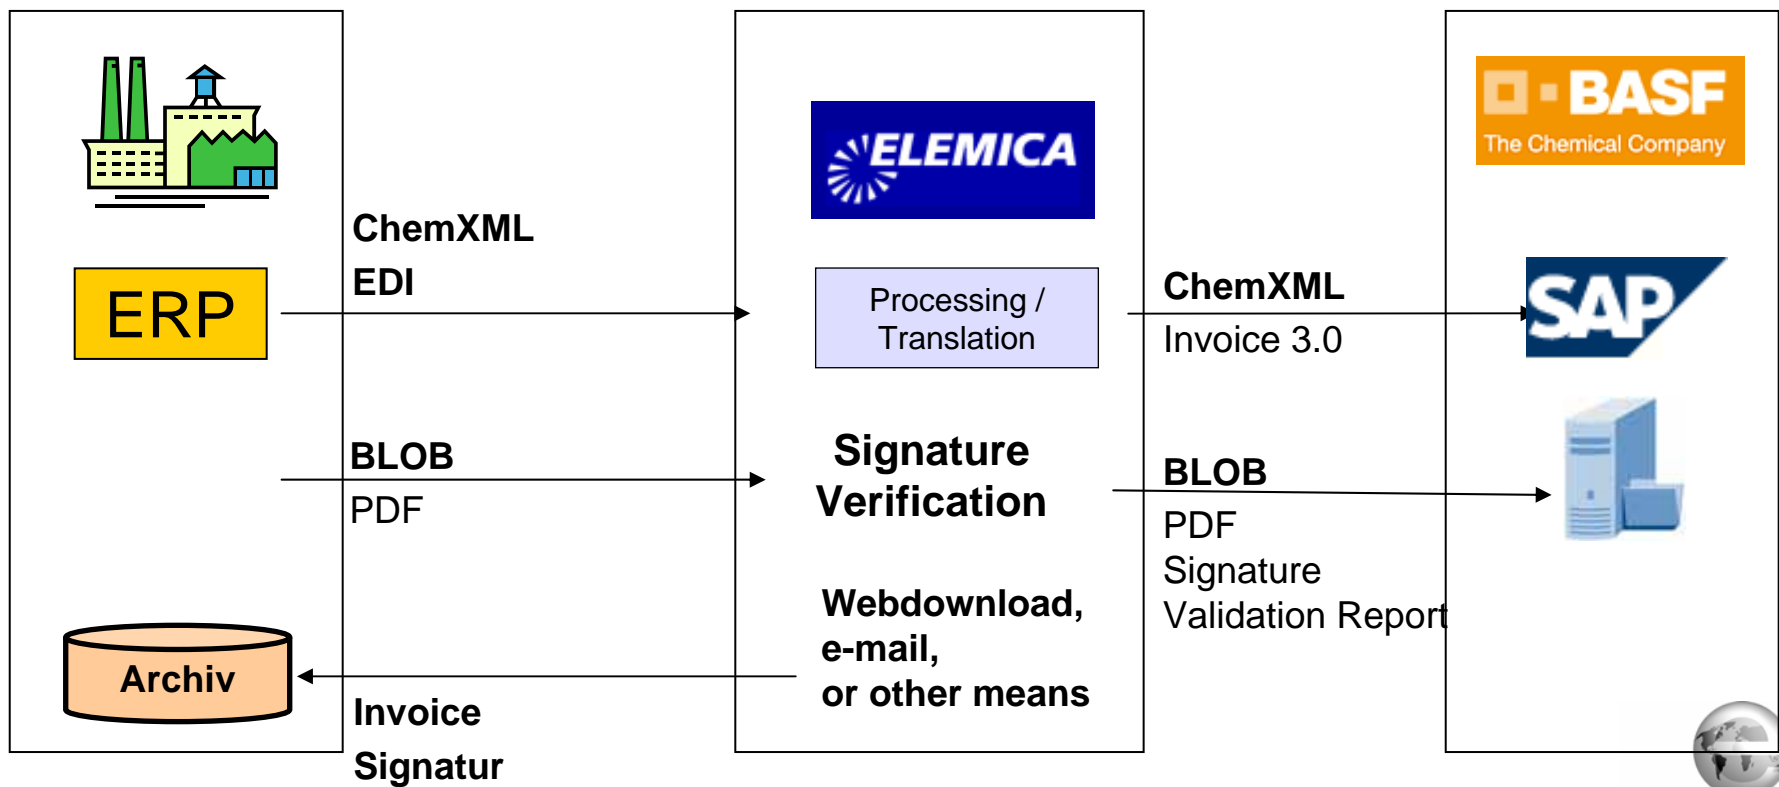 ERP
Archiv
ChemXML
EDI
BLOB
PDF
Invoice
Signatur
ELEMICA
Processing /
Translation
Signature
Verification
Webdownload,
e-mail,
or other means
ChemXML
Invoice 3.0
BLOB
PDF
Signature
Validation Report
BASF
The Chemical Company
SAP